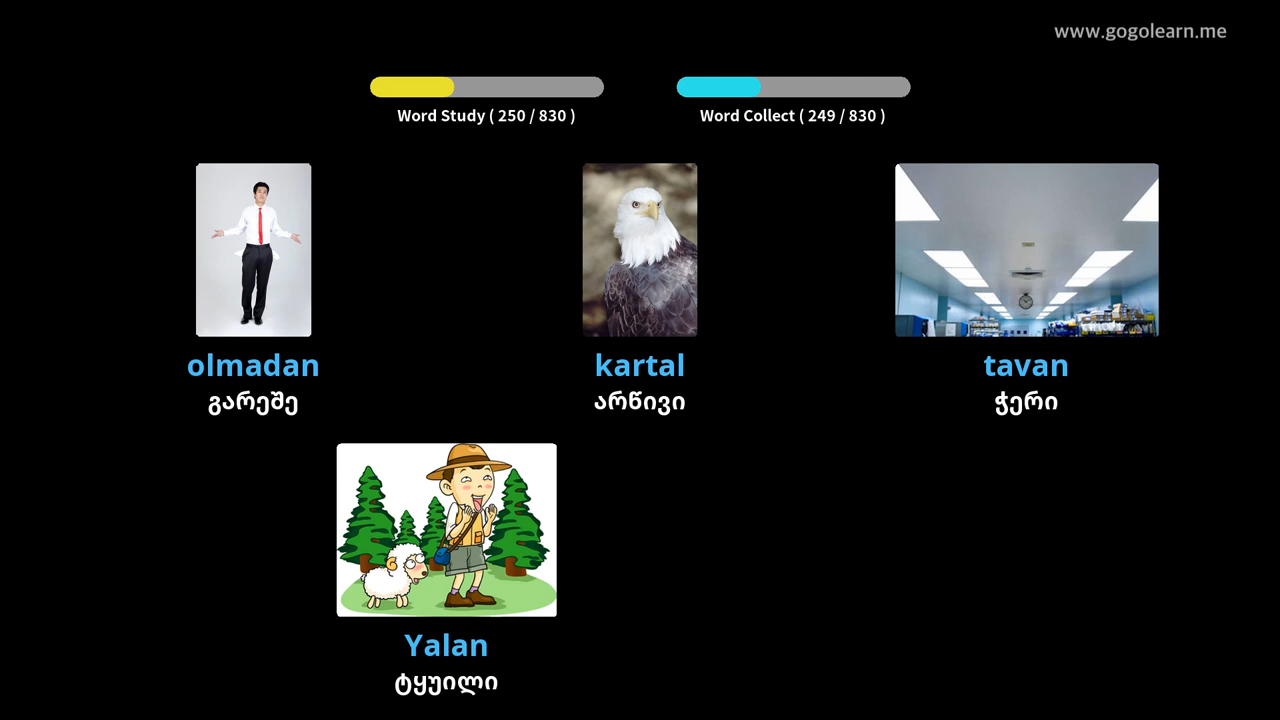 www.gogolearn.me
Word Study ( 250 / 830 )
Word Collect ( 249 / 830 )
olmadan
გარეშე
kartal
არწივი
tavan
ჭერი
Yalan
ტყუილი